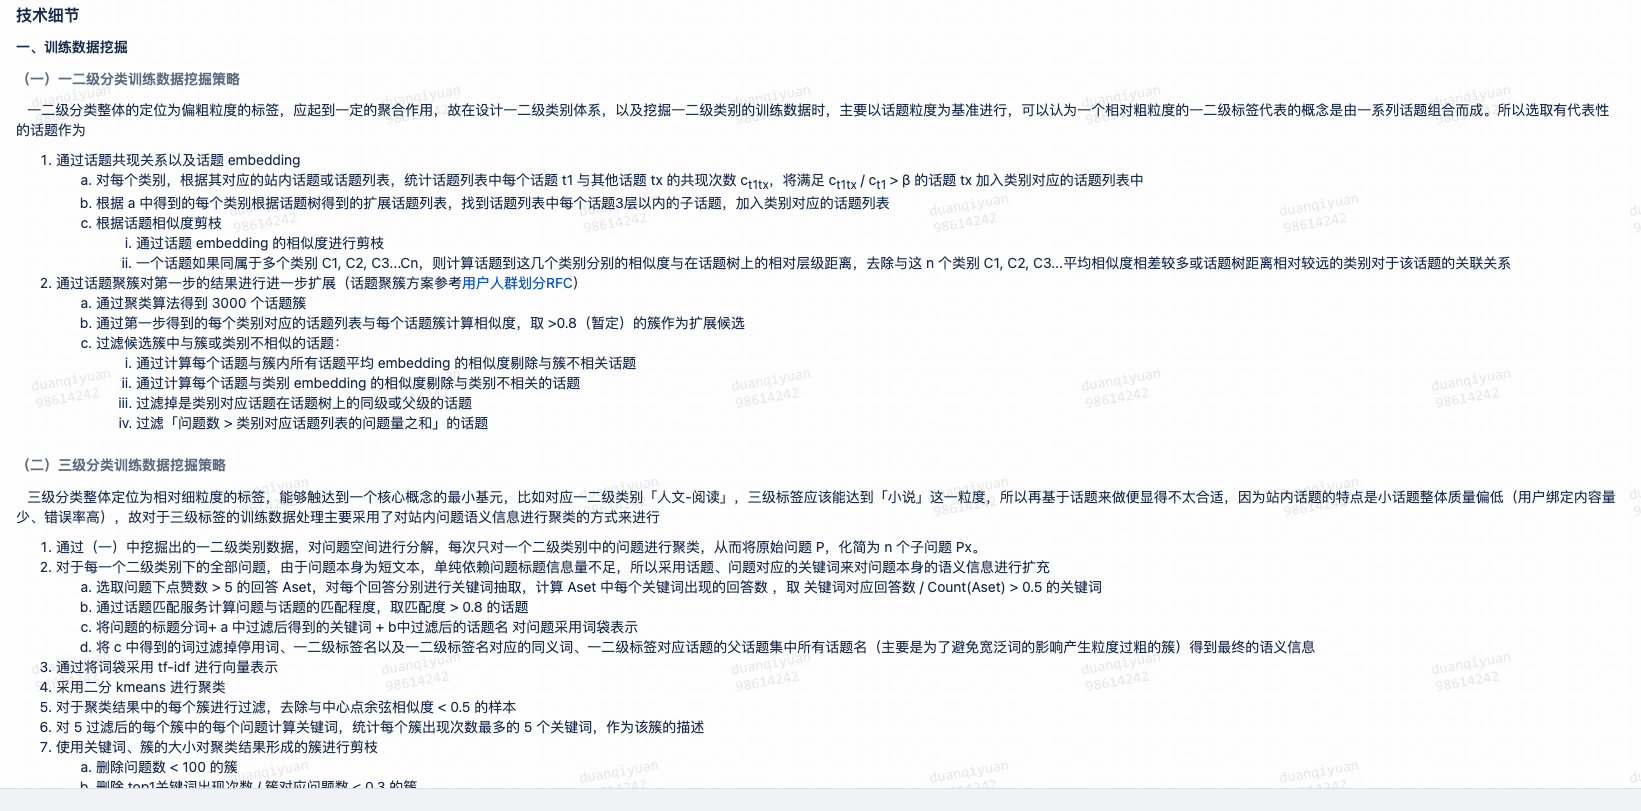 技术细节
一、训练数据挖掘
（一）一二级分类训练数据挖掘策略
一二级分类整体的定位为偏粗粒度的标签，应起到一定的聚合作用，故在设计一二级类别体系，以及挖掘一二级类别的训练数据时，主要以话题粒度为基准进行，可以认为一个相对粗粒度的一二级标签代表的概念是由一系列话题组合而成。所以选取有代表性
的话题作为
1. 通过话题共现关系以及话题 embedding
a. 对每个类别，根据其对应的站内话题或话题列表，统计话题列表中每个话题 t1 与其他话题 tx 的共现次数 ct1tx，将满足 ct1tx / ct1 > β 的话题 tx 加入类别对应的话题列表中
b. 根据 a 中得到的每个类别根据话题树得到的扩展话题列表，找到话题列表中每个话题3层以内的子话题，加入类别对应的话题列表
c. 根据话题相似度剪枝
i. 通过话题 embedding 的相似度进行剪枝
ii. 一个话题如果同属于多个类别 C1, C2, C3...Cn，则计算话题到这几个类别分别的相似度与在话题树上的相对层级距离，去除与这 n 个类别 C1, C2, C3...平均相似度相差较多或话题树距离相对较远的类别对于该话题的关联关系
2. 通过话题聚簇对第一步的结果进行进一步扩展（话题聚簇方案参考用户人群划分RFC）
a. 通过聚类算法得到 3000 个话题簇
b. 通过第一步得到的每个类别对应的话题列表与每个话题簇计算相似度，取 >0.8（暂定）的簇作为扩展候选
c. 过滤候选簇中与簇或类别不相似的话题：
i. 通过计算每个话题与簇内所有话题平均 embedding 的相似度剔除与簇不相关话题
ii. 通过计算每个话题与类别 embedding 的相似度剔除与类别不相关的话题
iii. 过滤掉是类别对应话题在话题树上的同级或父级的话题
iv. 过滤「问题数 > 类别对应话题列表的问题量之和」的话题
（二）三级分类训练数据挖掘策略
三级分类整体定位为相对细粒度的标签，能够触达到一个核心概念的最小基元，比如对应一二级类别「人文-阅读」，三级标签应该能达到「小说」这一粒度，所以再基于话题来做便显得不太合适，因为站内话题的特点是小话题整体质量偏低（用户绑定内容量
少、错误率高），故对于三级标签的训练数据处理主要采用了对站内问题语义信息进行聚类的方式来进行
1. 通过（一）中挖掘出的一二级类别数据，对问题空间进行分解，每次只对一个二级类别中的问题进行聚类，从而将原始问题 P，化简为 n 个子问题 Px。
2. 对于每一个二级类别下的全部问题，由于问题本身为短文本，单纯依赖问题标题信息量不足，所以采用话题、问题对应的关键词来对问题本身的语义信息进行扩充
a. 选取问题下点赞数 > 5 的回答 Aset，对每个回答分别进行关键词抽取，计算 Aset 中每个关键词出现的回答数 ，取 关键词对应回答数 / Count(Aset) > 0.5 的关键词
b. 通过话题匹配服务计算问题与话题的匹配程度，取匹配度 > 0.8 的话题
c. 将问题的标题分词+ a 中过滤后得到的关键词 + b中过滤后的话题名 对问题采用词袋表示
d. 将 c 中得到的词过滤掉停用词、一二级标签名以及一二级标签名对应的同义词、一二级标签对应话题的父话题集中所有话题名（主要是为了避免宽泛词的影响产生粒度过粗的簇）得到最终的语义信息
3. 通过将词袋采用 tf-idf 进行向量表示
4. 采用二分 kmeans 进行聚类
5. 对于聚类结果中的每个簇进行过滤，去除与中心点余弦相似度 < 0.5 的样本
6. 对 5 过滤后的每个簇中的每个问题计算关键词，统计每个簇出现次数最多的 5 个关键词，作为该簇的描述
7. 使用关键词、簇的大小对聚类结果形成的簇进行剪枝
a. 删除问题数 < 100 的簇
b. 删除 top1关键词出现次数 / 簇对应问题数 < 0.3 的簇
duanqiyuan
98614242